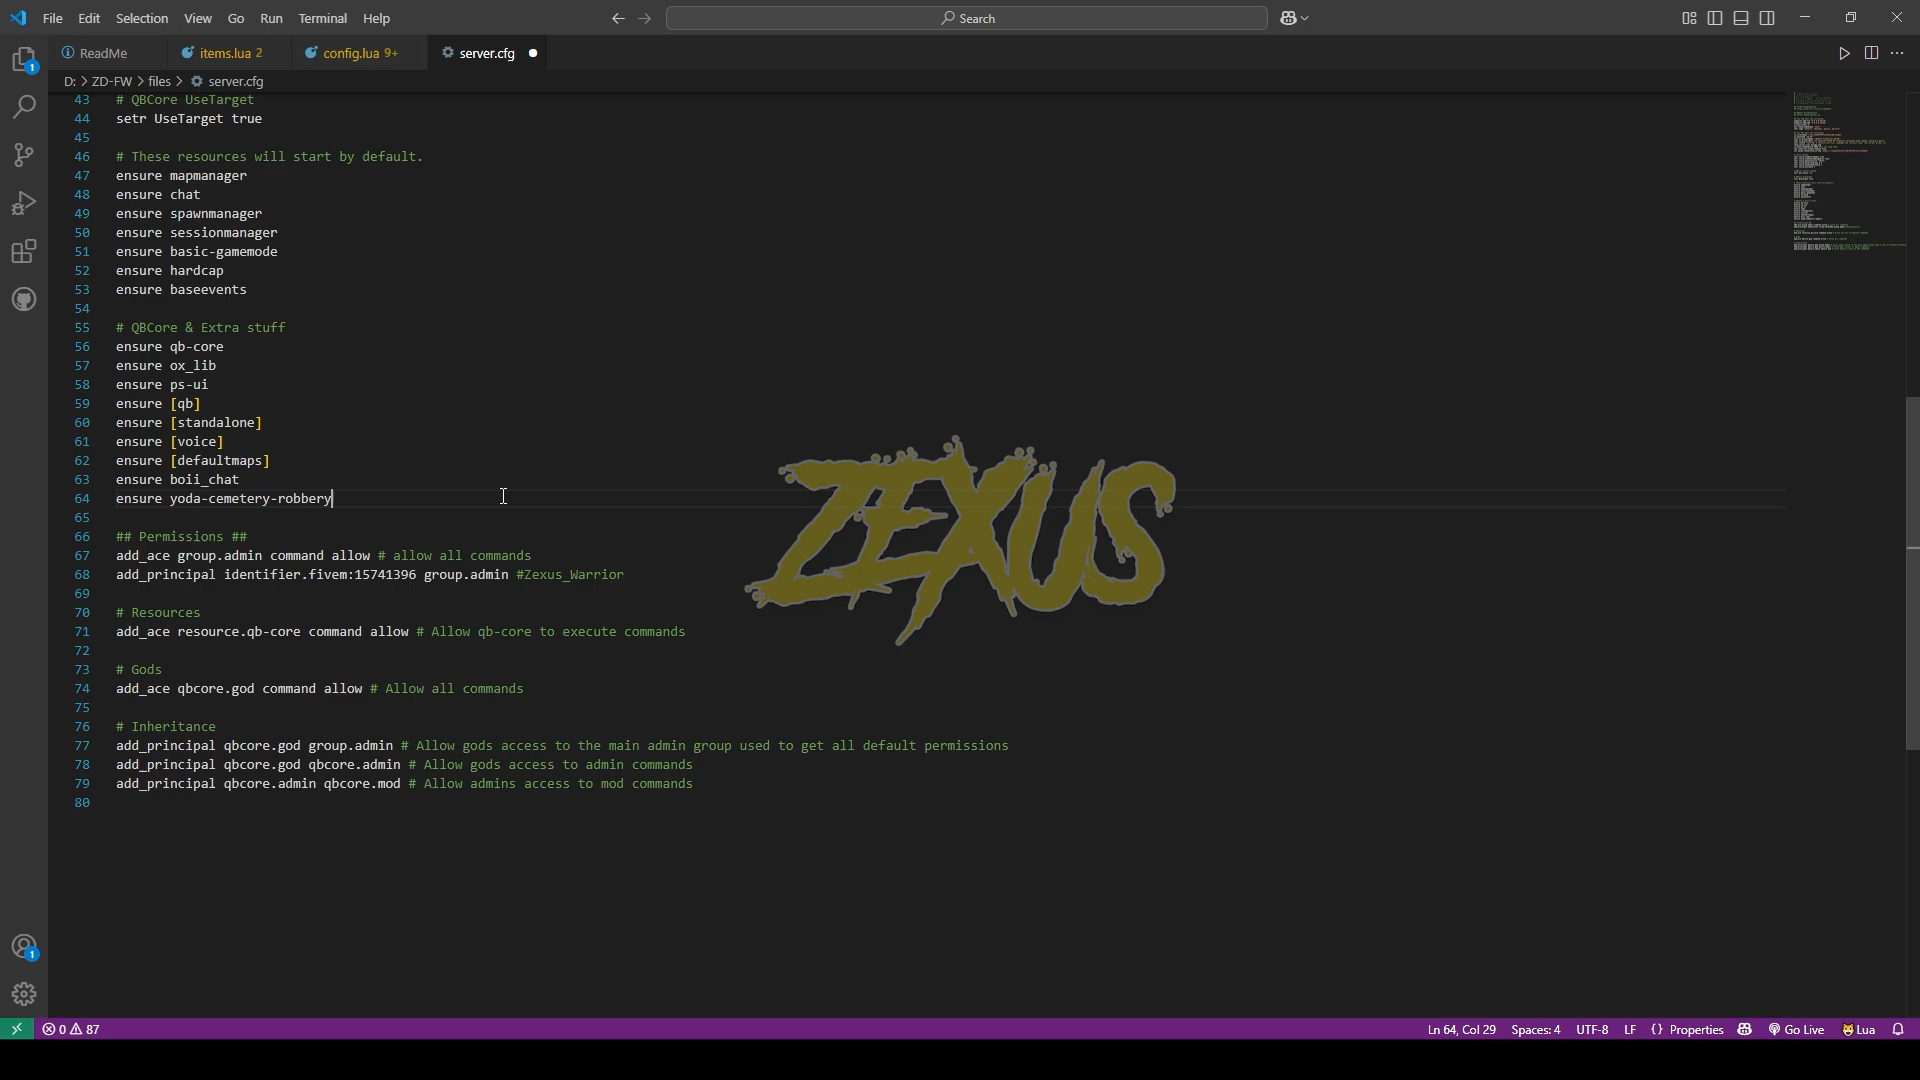 File Edit Selection View Go Run Terminal Help
Search
ReadMe
items.lua 2
config.lua 9+
server.cfg
D: > ZD-FW > files > server.cfg
43 # QBCore UseTarget
44 setr UseTarget true
45
46 # These resources will start by default.
47 ensure mapmanager
48 ensure chat
49 ensure spawnmanager
50 ensure sessionmanager
51 ensure basic-gamemode
52 ensure hardcap
53 ensure baseevents
54
55 # QBCore & Extra stuff
56 ensure qb-core
57 ensure ox_lib
58 ensure ps-ui
59 ensure [qb]
60 ensure [standalone]
61 ensure [voice]
62 ensure [defaultmaps]
63 ensure boii_chat
64 ensure yoda-cemetery-robbery
65
66 ## Permissions ##
67 add_ace group.admin command allow # allow all commands
68 add_principal identifier.fivem:15741396 group.admin #Zexus_Warrior
69
70 # Resources
71 add_ace resource.qb-core command allow # Allow qb-core to execute commands
72
73 # Gods
74 add_ace qbcore.god command allow # Allow all commands
75
76 # Inheritance
77 add_principal qbcore.god group.admin # Allow gods access to the main admin group used to get all default permissions
78 add_principal qbcore.god qbcore.admin # Allow gods access to admin commands
79 add_principal qbcore.admin qbcore.mod # Allow admins access to mod commands
80
ZEXUS
1
1
0 87
Ln 64, Col 29 Spaces: 4 UTF-8 LF {} Properties Go Live Lua